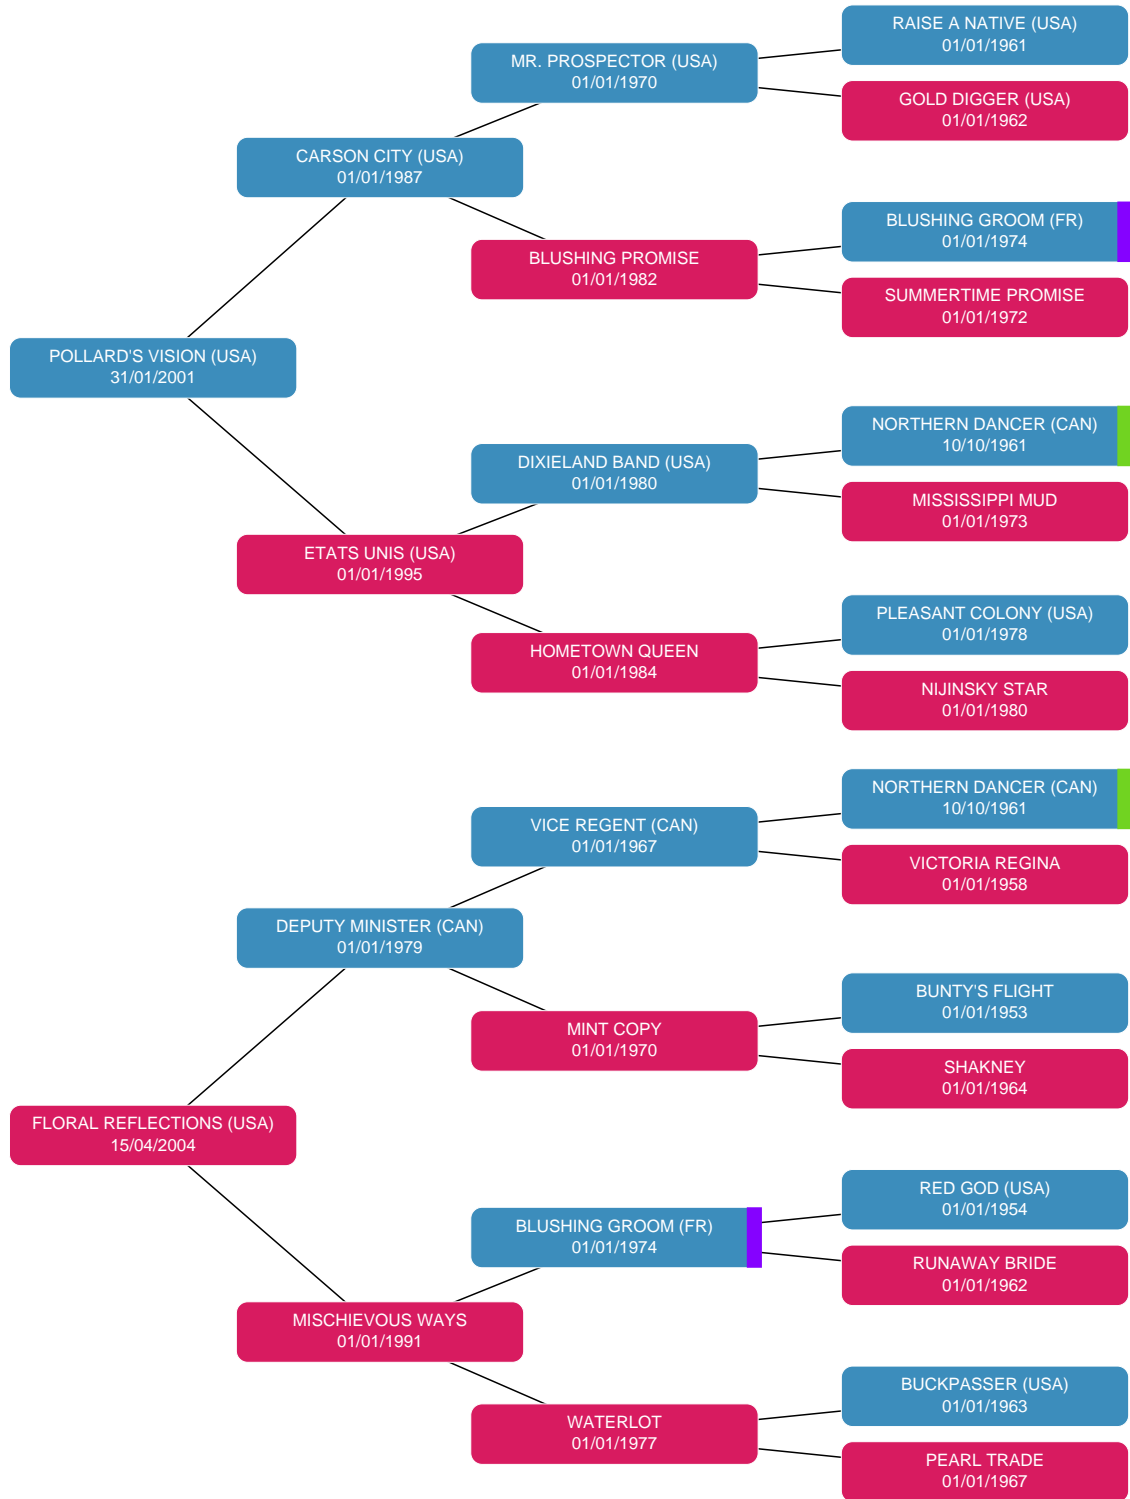 RAISE A NATIVE (USA)
01/01/1961
MR. PROSPECTOR (USA)
01/01/1970
GOLD DIGGER (USA)
01/01/1962
CARSON CITY (USA)
01/01/1987
BLUSHING GROOM (FR)
01/01/1974
BLUSHING PROMISE
01/01/1982
SUMMERTIME PROMISE
01/01/1972
POLLARD'S VISION (USA)
31/01/2001
NORTHERN DANCER (CAN)
10/10/1961
DIXIELAND BAND (USA)
01/01/1980
MISSISSIPPI MUD
01/01/1973
ETATS UNIS (USA)
01/01/1995
PLEASANT COLONY (USA)
01/01/1978
HOMETOWN QUEEN
01/01/1984
NIJINSKY STAR
01/01/1980
NORTHERN DANCER (CAN)
10/10/1961
VICE REGENT (CAN)
01/01/1967
VICTORIA REGINA
01/01/1958
DEPUTY MINISTER (CAN)
01/01/1979
BUNTY'S FLIGHT
01/01/1953
MINT COPY
01/01/1970
SHAKNEY
01/01/1964
FLORAL REFLECTIONS (USA)
15/04/2004
RED GOD (USA)
01/01/1954
BLUSHING GROOM (FR)
01/01/1974
RUNAWAY BRIDE
01/01/1962
MISCHIEVOUS WAYS
01/01/1991
BUCKPASSER (USA)
01/01/1963
WATERLOT
01/01/1977
PEARL TRADE
01/01/1967